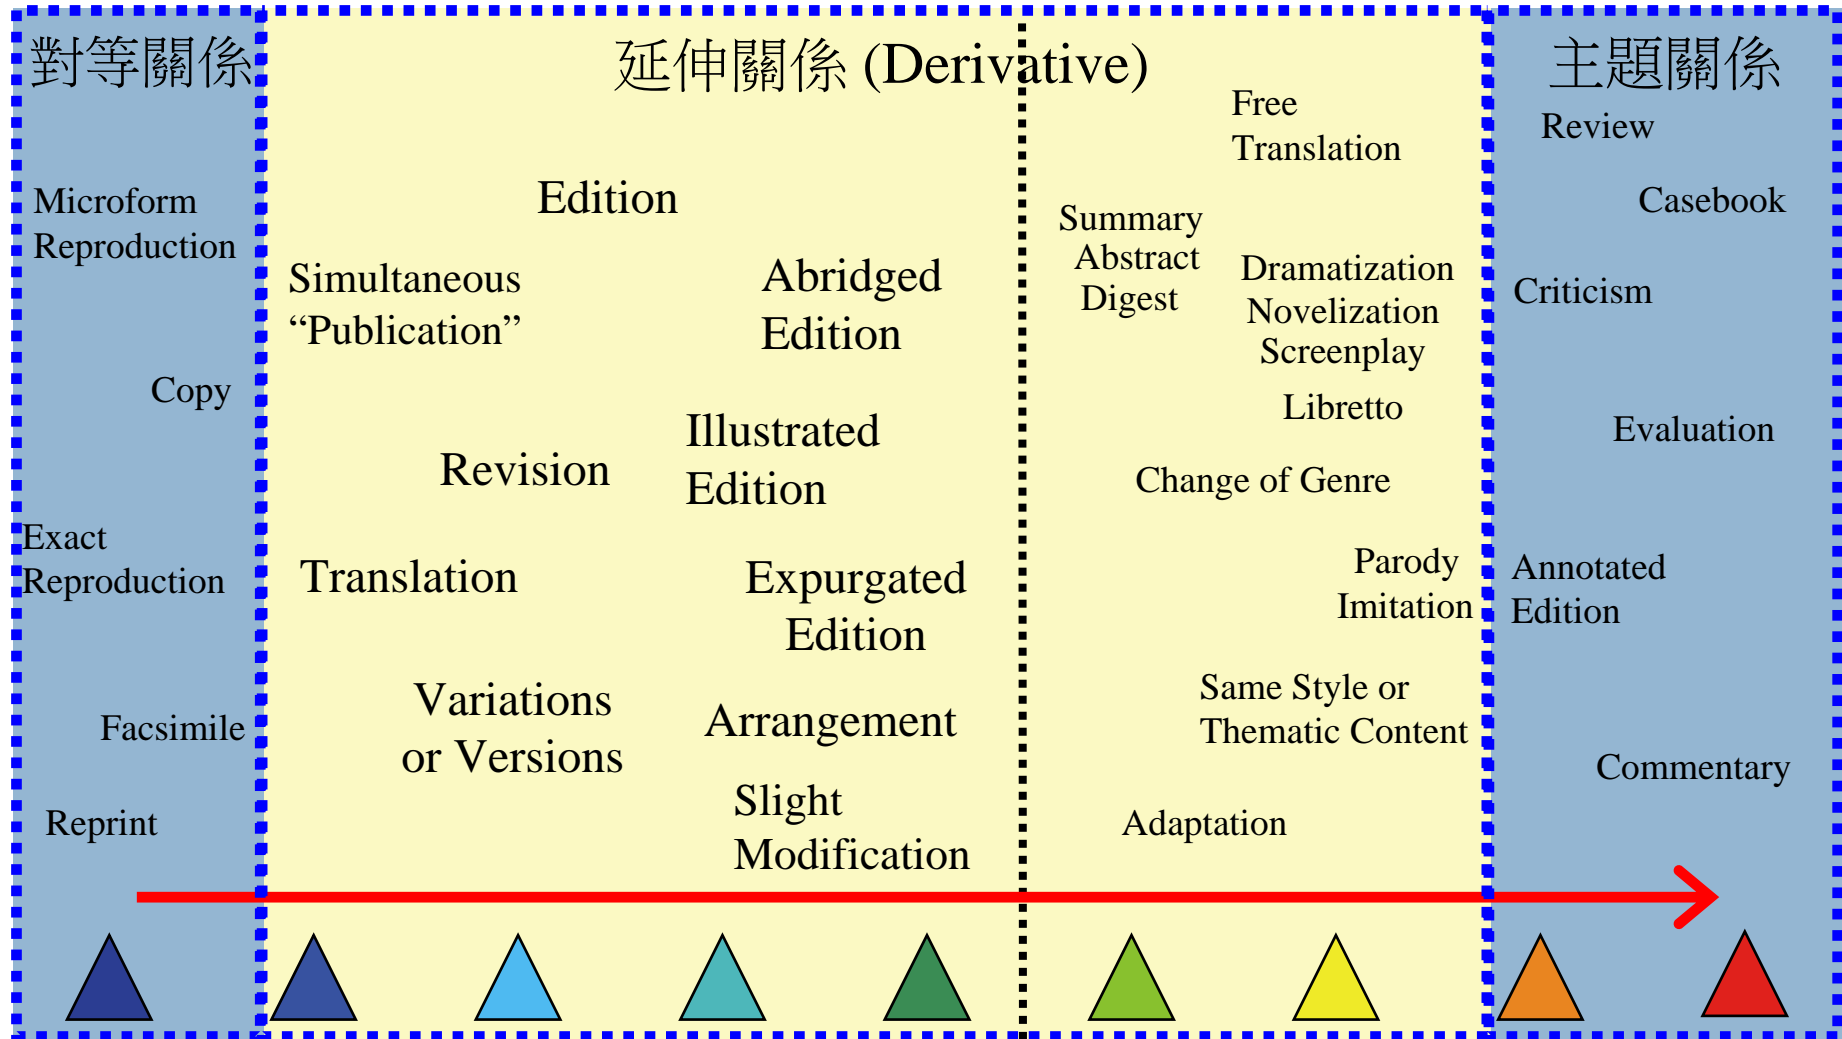 對等關係
Microform
Reproduction
Copy
Exact
Reproduction
Facsimile
Reprint
延伸關係 (Derivative)
Edition
Simultaneous
“Publication”
Abridged
Edition
Revision
Illustrated
Edition
Translation
Expurgated
Edition
Variations
or Versions
Arrangement
Slight
Modification
Free
Translation
Summary
Abstract
Digest
Dramatization
Novelization
Screenplay
Libretto
Change of Genre
Parody
Imitation
Same Style or
Thematic Content
Adaptation
主題關係
Review
Casebook
Criticism
Evaluation
Annotated
Edition
Commentary